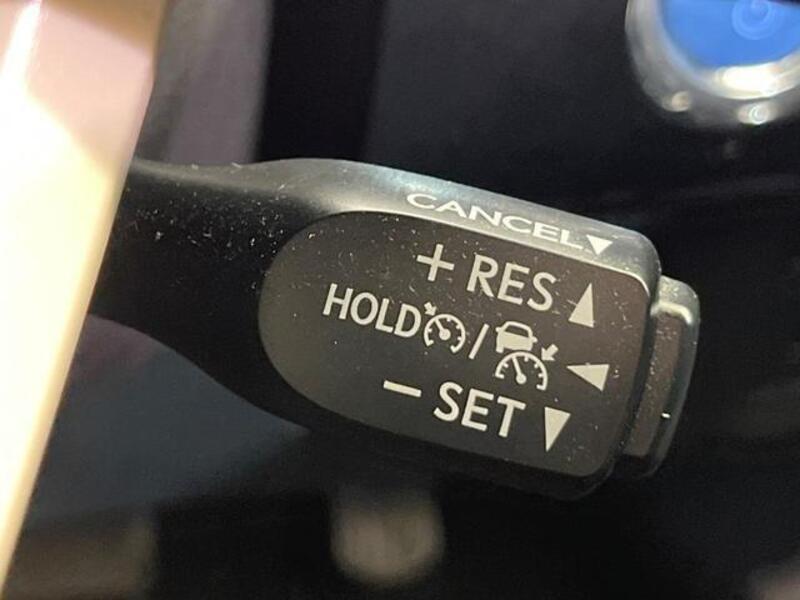 CANCEL▼
+ RES ▲
HOLD / ◀
− SET ▼